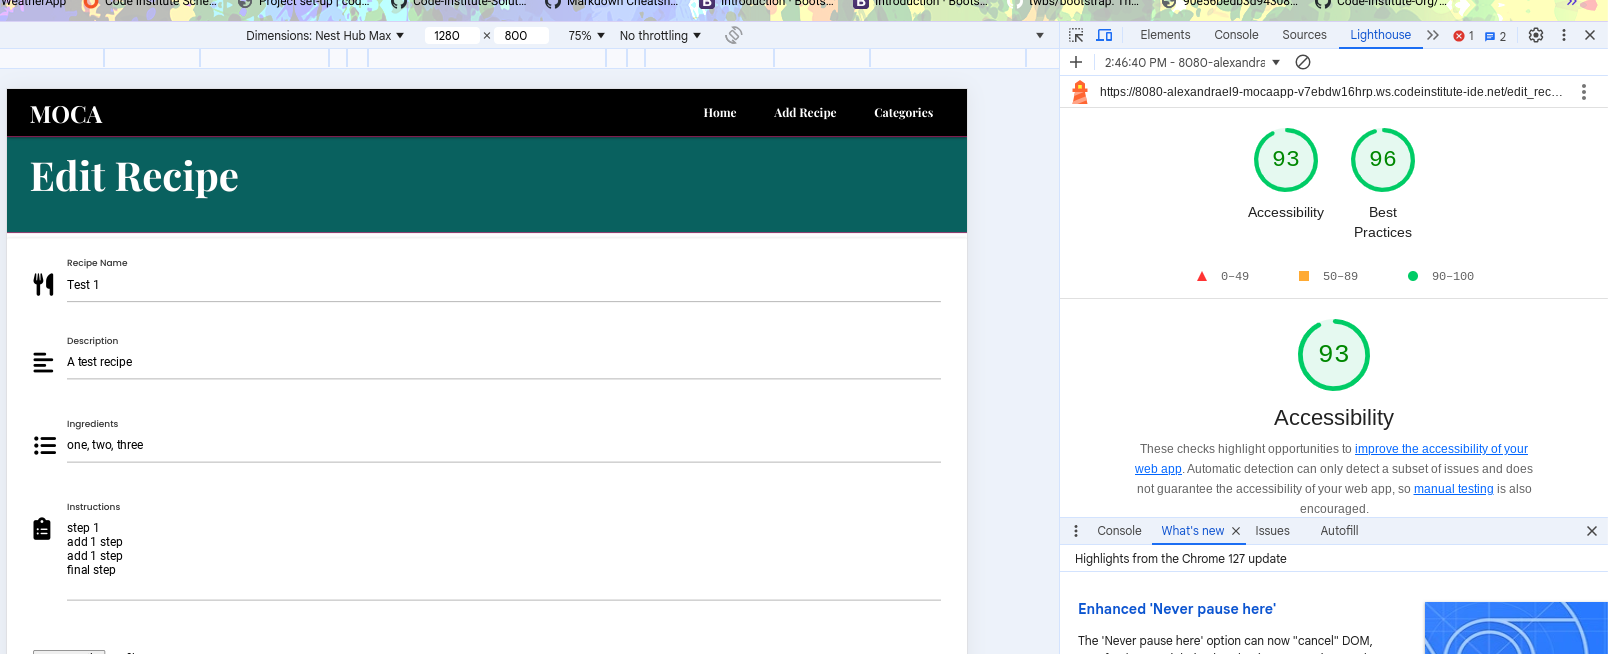 WeatherApp Code Institute Sche... Project set-up | cod... Code-Institute-Solut... Markdown Cheatsh... Introduction · Boots... Introduction · Boots... twbs/bootstrap: Th... 90e56bedb3d94308... Code-Institute-Org/...
Dimensions: Nest Hub Max 1280 × 800 75% No throttling
Elements Console Sources Lighthouse 1 2
2:46:40 PM - 8080-alexandra
https://8080-alexandrael9-mocaapp-v7ebdw16hrp.ws.codeinstitute-ide.net/edit_rec...
MOCA Home Add Recipe Categories
Edit Recipe
Recipe Name
Test 1
Description
A test recipe
Ingredients
one, two, three
Instructions
step 1
add 1 step
add 1 step
final step
93 96
Accessibility Best
Practices
0–49 50–89 90–100
93
Accessibility
These checks highlight opportunities to improve the accessibility of your
web app. Automatic detection can only detect a subset of issues and does
not guarantee the accessibility of your web app, so manual testing is also
encouraged.
Console What's new Issues Autofill
Highlights from the Chrome 127 update
Enhanced 'Never pause here'
The 'Never pause here' option can now "cancel" DOM,